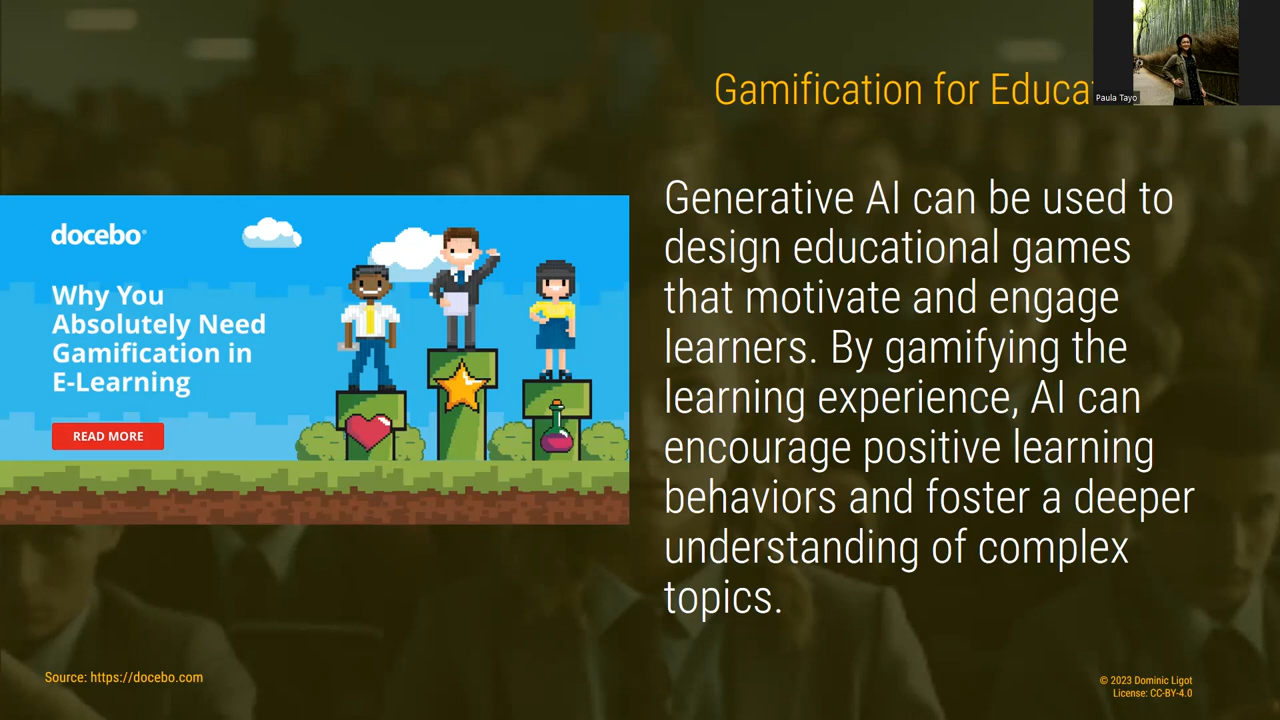 Gamification for Educa
Paula Tayo
docebo
Why You
Absolutely Need
Gamification in
E-Learning
READ MORE
Generative AI can be used to
design educational games
that motivate and engage
learners. By gamifying the
learning experience, AI can
encourage positive learning
behaviors and foster a deeper
understanding of complex
topics.
Source: https://docebo.com
© 2023 Dominic Ligot
License: CC-BY-4.0